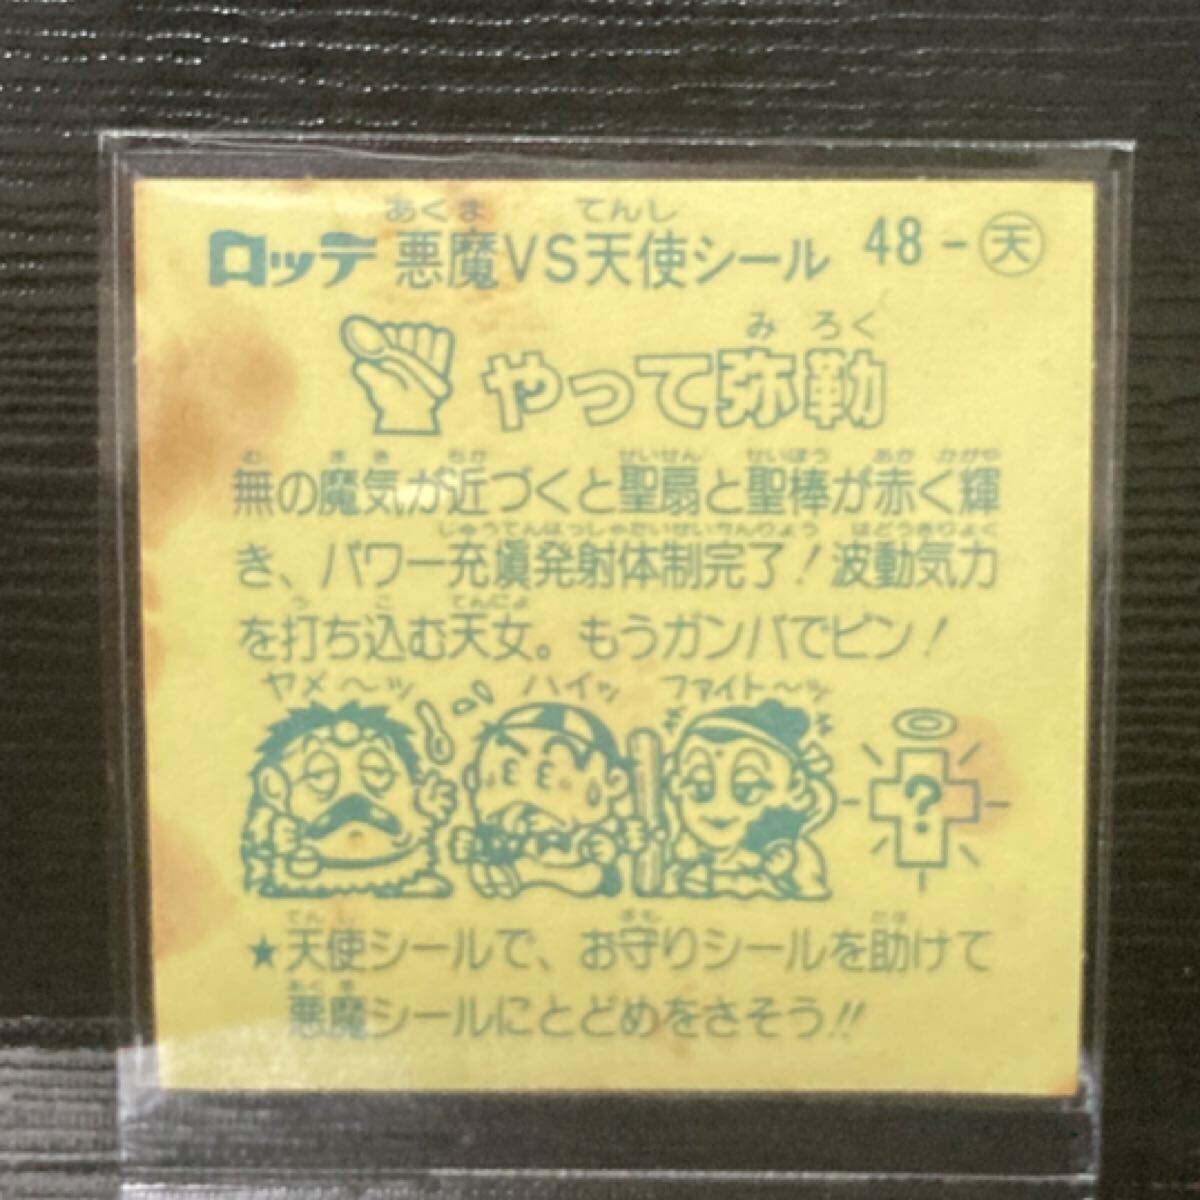 ロッテ 悪魔VS天使シール 48-天
あくま てんし
やって弥勒
みろく
無の魔気が近づくと聖扇と聖棒が赤く輝
む まき ちか せいせん せいぼう あか かがや
き、パワー充塡発射体制完了!波動気力
じゅうてんはっしゃたいせいかんりょう はどうきりょく
を打ち込む天女。もうガンバでビン!
う こ てんにょ
ヤメ〜ッ ハイッ ファイト〜ッ
?
★天使シールで、お守りシールを助けて
てんし まも たす
悪魔シールにとどめをさそう!!
あくま